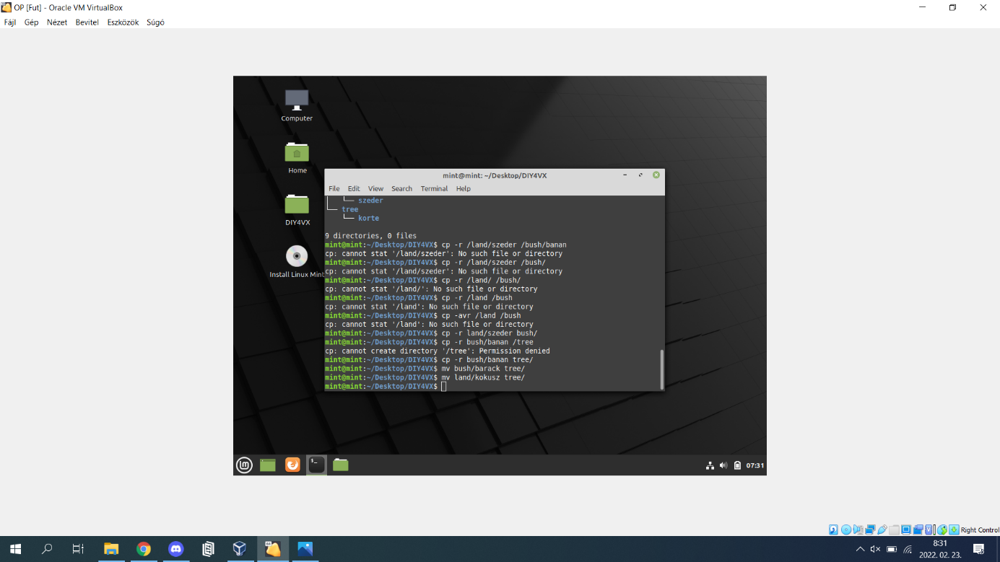 OP [Fut] - Oracle VM VirtualBox
Fájl Gép Nézet Bevitel Eszközök Súgó
Computer
Home
DIY4VX
Install Linux Mint
mint@mint: ~/Desktop/DIY4VX
File Edit View Search Terminal Help
└── szeder
└── tree
└── korte
9 directories, 0 files
mint@mint:~/Desktop/DIY4VX$ cp -r /land/szeder /bush/banan
cp: cannot stat '/land/szeder': No such file or directory
mint@mint:~/Desktop/DIY4VX$ cp -r /land/szeder /bush/
cp: cannot stat '/land/szeder': No such file or directory
mint@mint:~/Desktop/DIY4VX$ cp -r /land/ /bush/
cp: cannot stat '/land/': No such file or directory
mint@mint:~/Desktop/DIY4VX$ cp -r /land /bush
cp: cannot stat '/land': No such file or directory
mint@mint:~/Desktop/DIY4VX$ cp -avr /land /bush
cp: cannot stat '/land': No such file or directory
mint@mint:~/Desktop/DIY4VX$ cp -r land/szeder bush/
mint@mint:~/Desktop/DIY4VX$ cp -r bush/banan /tree
cp: cannot create directory '/tree': Permission denied
mint@mint:~/Desktop/DIY4VX$ cp -r bush/banan tree/
mint@mint:~/Desktop/DIY4VX$ mv bush/barack tree/
mint@mint:~/Desktop/DIY4VX$ mv land/kokusz tree/
mint@mint:~/Desktop/DIY4VX$
07:31
Right Control
8:31
2022. 02. 23.